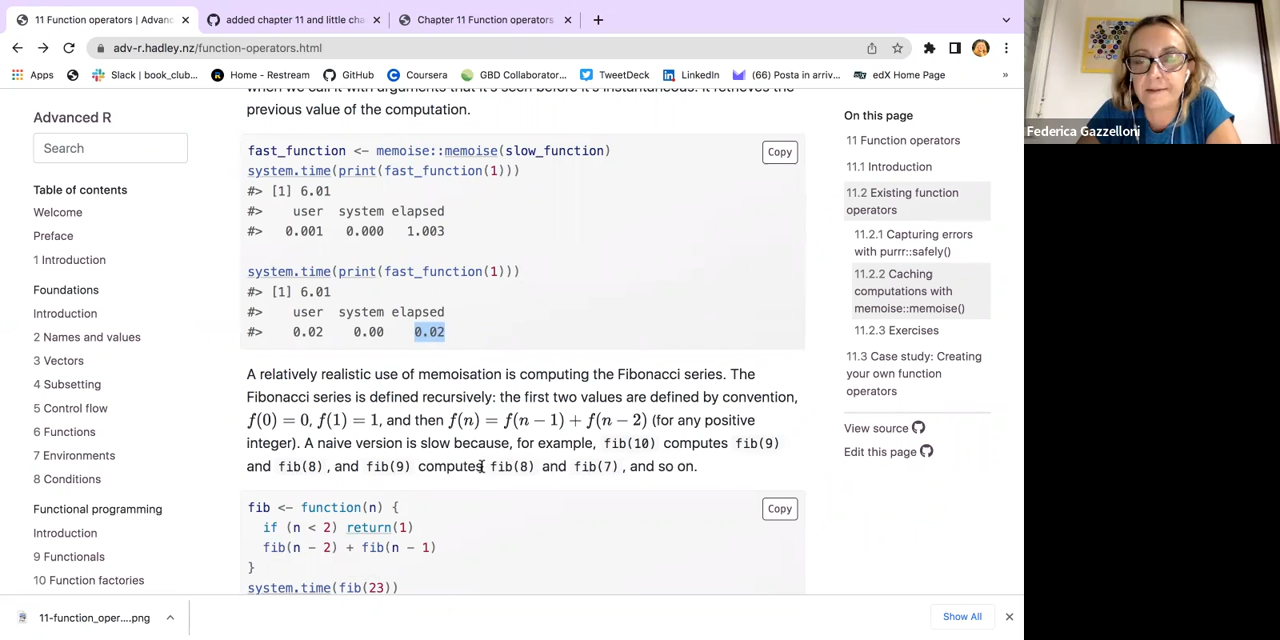 11 Function operators | Advanc
added chapter 11 and little cha
Chapter 11 Function operators
adv-r.hadley.nz/function-operators.html
Apps
Slack | book_club...
Home - Restream
GitHub
Coursera
GBD Collaborator...
TweetDeck
LinkedIn
(66) Posta in arriv...
edX Home Page
»
Advanced R
Search
Table of contents
Welcome
Preface
1 Introduction
Foundations
Introduction
2 Names and values
3 Vectors
4 Subsetting
5 Control flow
6 Functions
7 Environments
8 Conditions
Functional programming
Introduction
9 Functionals
10 Function factories
when we call it with arguments that it's seen before it's instantaneous. It retrieves the
previous value of the computation.
Copy
fast_function <- memoise::memoise(slow_function)
system.time(print(fast_function(1)))
#> [1] 6.01
#>    user  system elapsed
#>   0.001   0.000   1.003
system.time(print(fast_function(1)))
#> [1] 6.01
#>    user  system elapsed
#>    0.02    0.00    0.02
A relatively realistic use of memoisation is computing the Fibonacci series. The
Fibonacci series is defined recursively: the first two values are defined by convention,
f(0) = 0, f(1) = 1, and then f(n) = f(n − 1) + f(n − 2) (for any positive
integer). A naive version is slow because, for example, fib(10) computes fib(9)
and fib(8), and fib(9) computes fib(8) and fib(7), and so on.
Copy
fib <- function(n) {
  if (n < 2) return(1)
  fib(n - 2) + fib(n - 1)
}
system.time(fib(23))
On this page
11 Function operators
11.1 Introduction
11.2 Existing function
operators
11.2.1 Capturing errors
with purrr::safely()
11.2.2 Caching
computations with
memoise::memoise()
11.2.3 Exercises
11.3 Case study: Creating
your own function
operators
View source
Edit this page
11-function_oper....png
Show All
Federica Gazzelloni